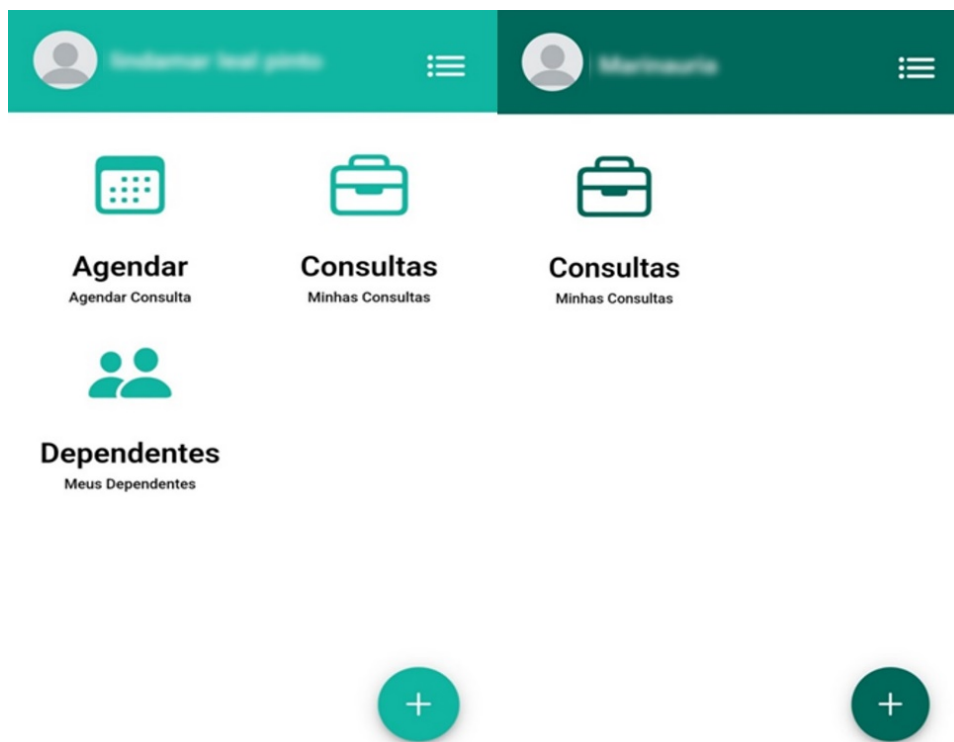 Agendar
Agendar Consulta
Consultas
Minhas Consultas
Dependentes
Meus Dependentes
Consultas
Minhas Consultas